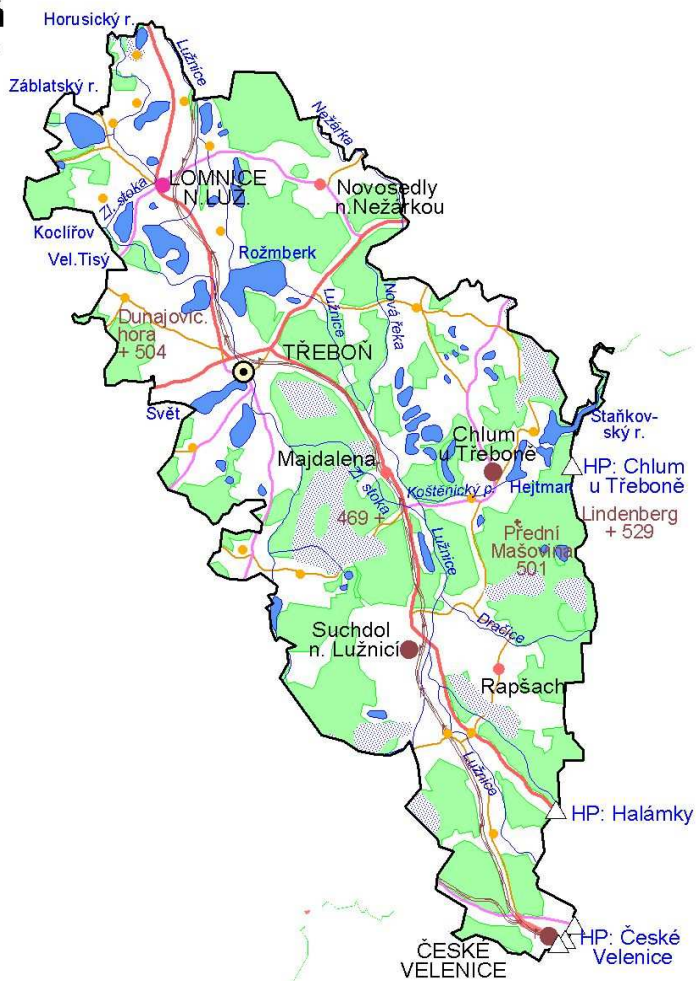 Horusický r.
Lužnice
Záblatský r.
Nežárka
LOMNICE
N.LUŽ.
Zl. stoka
Novosedly
n.Nežárkou
Koclířov
Vel.Tisý
Rožmberk
Lužnice
Nová řeka
Dunajovic.
hora
+ 504
TŘEBOŇ
Svět
Staňkov-
ský r.
Chlum
u Třeboně
Majdalena
HP: Chlum
u Třeboně
Zl. stoka
Koštěnický p.
Hejtman
469 +
Lindenberg
+ 529
Přední
Mašovina
501
Lužnice
Dračice
Suchdol
n. Lužnicí
Rapšach
Lužnice
HP: Halámky
HP: České
Velenice
ČESKÉ
VELENICE